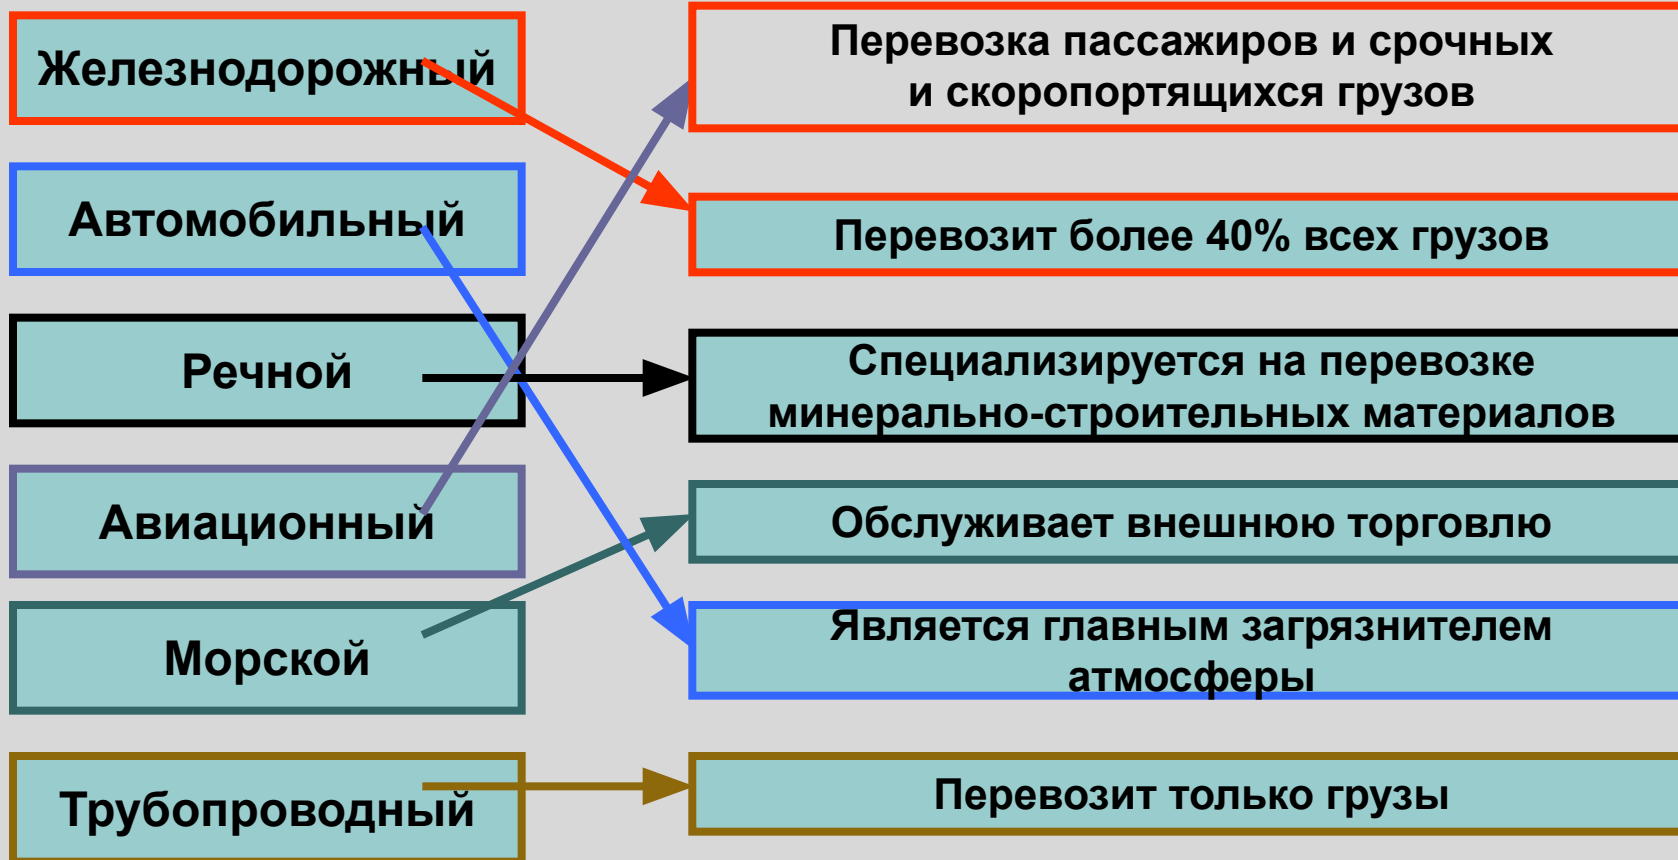 Железнодорожный
Автомобильный
Речной
Авиационный
Морской
Трубопроводный
Перевозка пассажиров и срочных
и скоропортящихся грузов
Перевозит более 40% всех грузов
Специализируется на перевозке
минерально-строительных материалов
Обслуживает внешнюю торговлю
Является главным загрязнителем
атмосферы
Перевозит только грузы